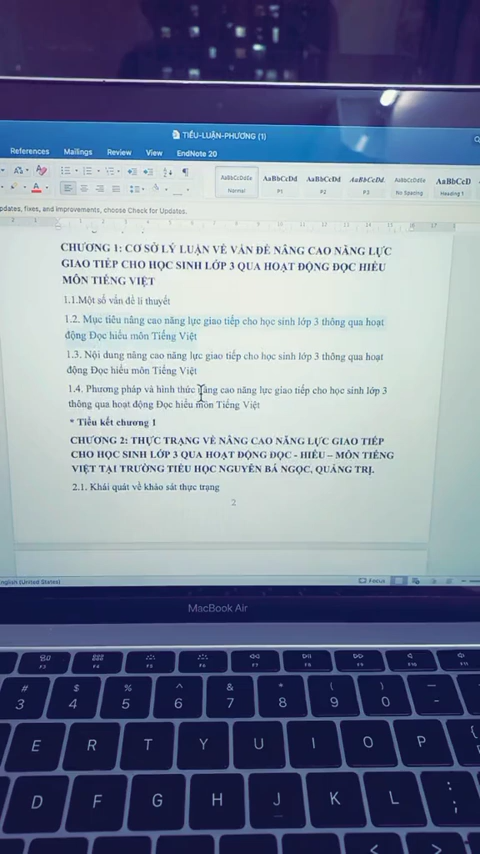 TIỂU-LUẬN-PHƯƠNG (1)
References Mailings Review View EndNote 20
AaBbCcDdEe AaBbCcDd AaBbCcDd AaBbCcDd. AaBbCcDdEe AaBbCcD
Normal P1 P2 P3 No Spacing Heading 1
pdates, fixes, and improvements, choose Check for Updates.
CHƯƠNG 1: CƠ SỞ LÝ LUẬN VỀ VẤN ĐỀ NÂNG CAO NĂNG LỰC
GIAO TIẾP CHO HỌC SINH LỚP 3 QUA HOẠT ĐỘNG ĐỌC HIỂU
MÔN TIẾNG VIỆT
1.1.Một số vấn đề lí thuyết
1.2. Mục tiêu nâng cao năng lực giao tiếp cho học sinh lớp 3 thông qua hoạt
động Đọc hiểu môn Tiếng Việt
1.3. Nội dung nâng cao năng lực giao tiếp cho học sinh lớp 3 thông qua hoạt
động Đọc hiểu môn Tiếng Việt
1.4. Phương pháp và hình thức nâng cao năng lực giao tiếp cho học sinh lớp 3
thông qua hoạt động Đọc hiểu môn Tiếng Việt
* Tiểu kết chương 1
CHƯƠNG 2: THỰC TRẠNG VỀ NÂNG CAO NĂNG LỰC GIAO TIẾP
CHO HỌC SINH LỚP 3 QUA HOẠT ĐỘNG ĐỌC - HIỂU – MÔN TIẾNG
VIỆT TẠI TRƯỜNG TIỂU HỌC NGUYỄN BÁ NGỌC, QUẢNG TRỊ.
2.1. Khái quát về khảo sát thực trạng
2
English (United States) Focus
MacBook Air
F3 F4 F5 F6 F7 F8 F9 F10 F11
# $ % ^ & * ( ) —
3 4 5 6 7 8 9 0 -
E R T Y U I O P {
D F G H J K L : ;
< >